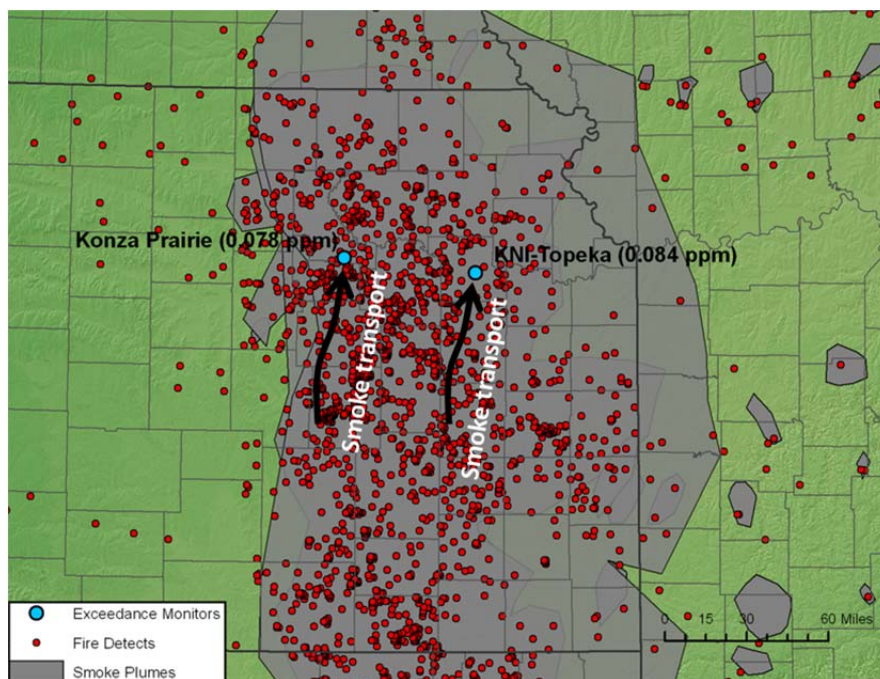 Konza Prairie (0.078 ppm)
KNI-Topeka (0.084 ppm)
Smoke transport
Smoke transport
Exceedance Monitors
Fire Detects
Smoke Plumes
0 15 30 60 Miles